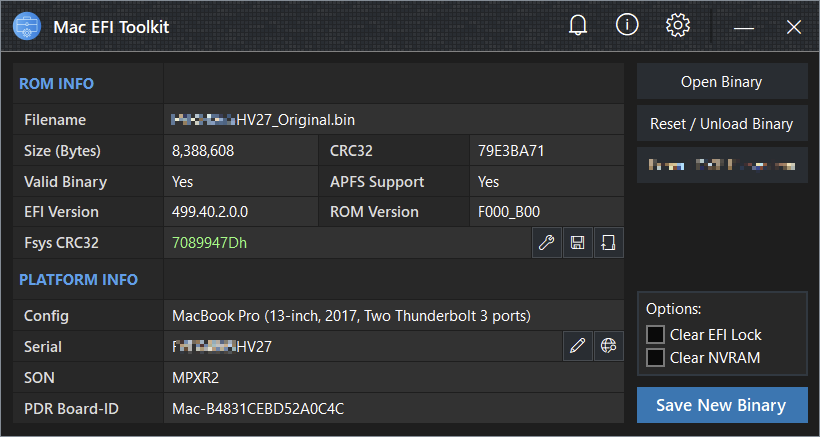 Mac EFI Toolkit
ROM INFO
Filename HV27_Original.bin
Size (Bytes) 8,388,608 CRC32 79E3BA71
Valid Binary Yes APFS Support Yes
EFI Version 499.40.2.0.0 ROM Version F000_B00
Fsys CRC32 7089947Dh
PLATFORM INFO
Config MacBook Pro (13-inch, 2017, Two Thunderbolt 3 ports)
Serial HV27
SON MPXR2
PDR Board-ID Mac-B4831CEBD52A0C4C
Open Binary
Reset / Unload Binary
Options:
Clear EFI Lock
Clear NVRAM
Save New Binary